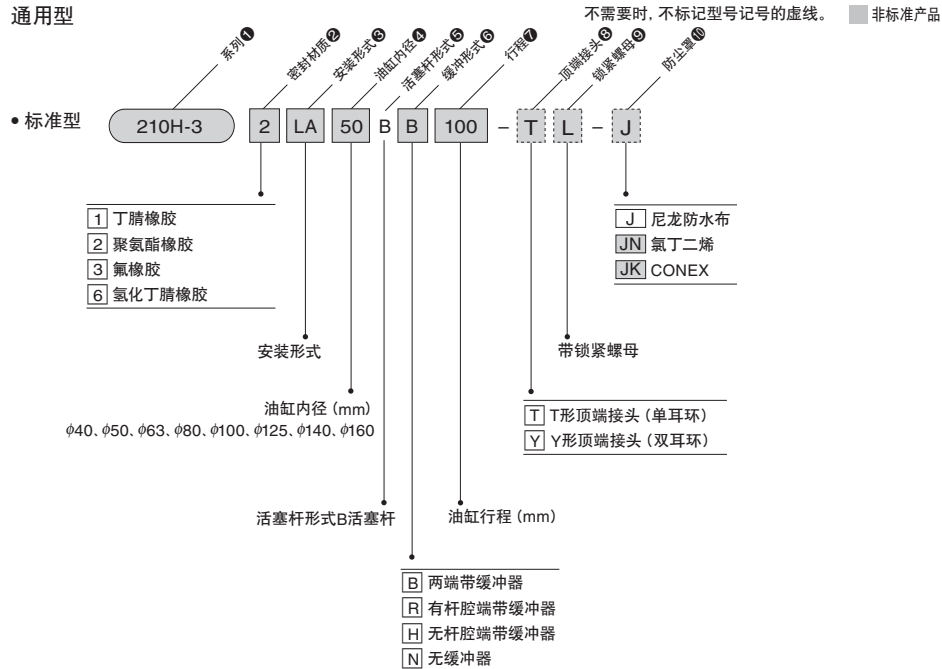 通用型
不需要时, 不标记型号记号的虚线。 非标准产品
系列❶ 密封材质❷ 安装形式❸ 油缸内径❹ 活塞杆形式❺ 缓冲形式❻ 行程❼ 顶端接头❽ 锁紧螺母❾ 防尘罩❿
• 标准型 210H-3 2 LA 50 B B 100 – T L – J
1 丁腈橡胶
2 聚氨酯橡胶
3 氟橡胶
6 氢化丁腈橡胶
J 尼龙防水布
JN 氯丁二烯
JK CONEX
安装形式
带锁紧螺母
油缸内径 (mm)
φ40、φ50、φ63、φ80、φ100、φ125、φ140、φ160
T T形顶端接头 (单耳环)
Y Y形顶端接头 (双耳环)
活塞杆形式B活塞杆
油缸行程 (mm)
B 两端带缓冲器
R 有杆腔端带缓冲器
H 无杆腔端带缓冲器
N 无缓冲器